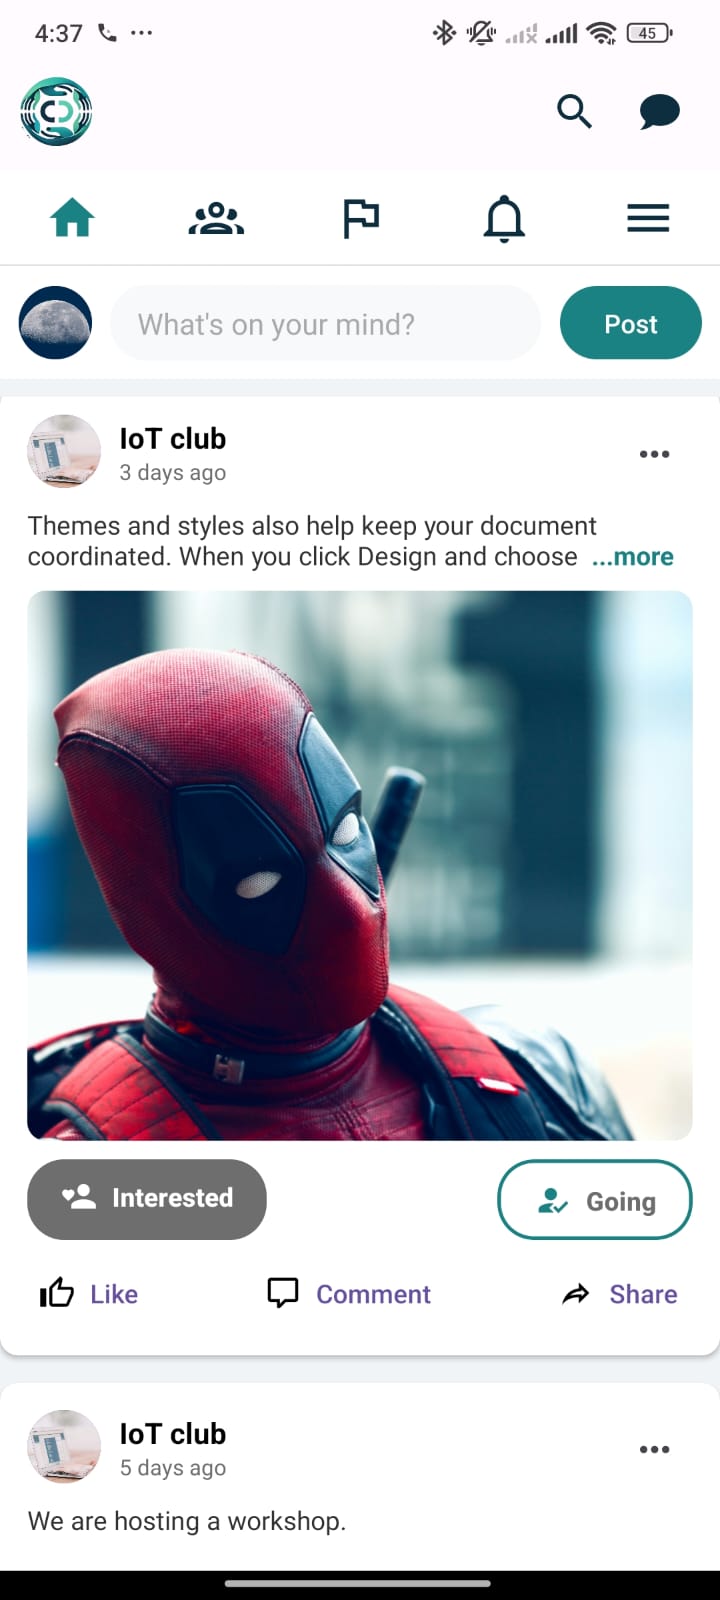 4:37
45
What's on your mind?
Post
IoT club
3 days ago
Themes and styles also help keep your document
coordinated. When you click Design and choose ...more
Interested
Going
Like
Comment
Share
IoT club
5 days ago
We are hosting a workshop.